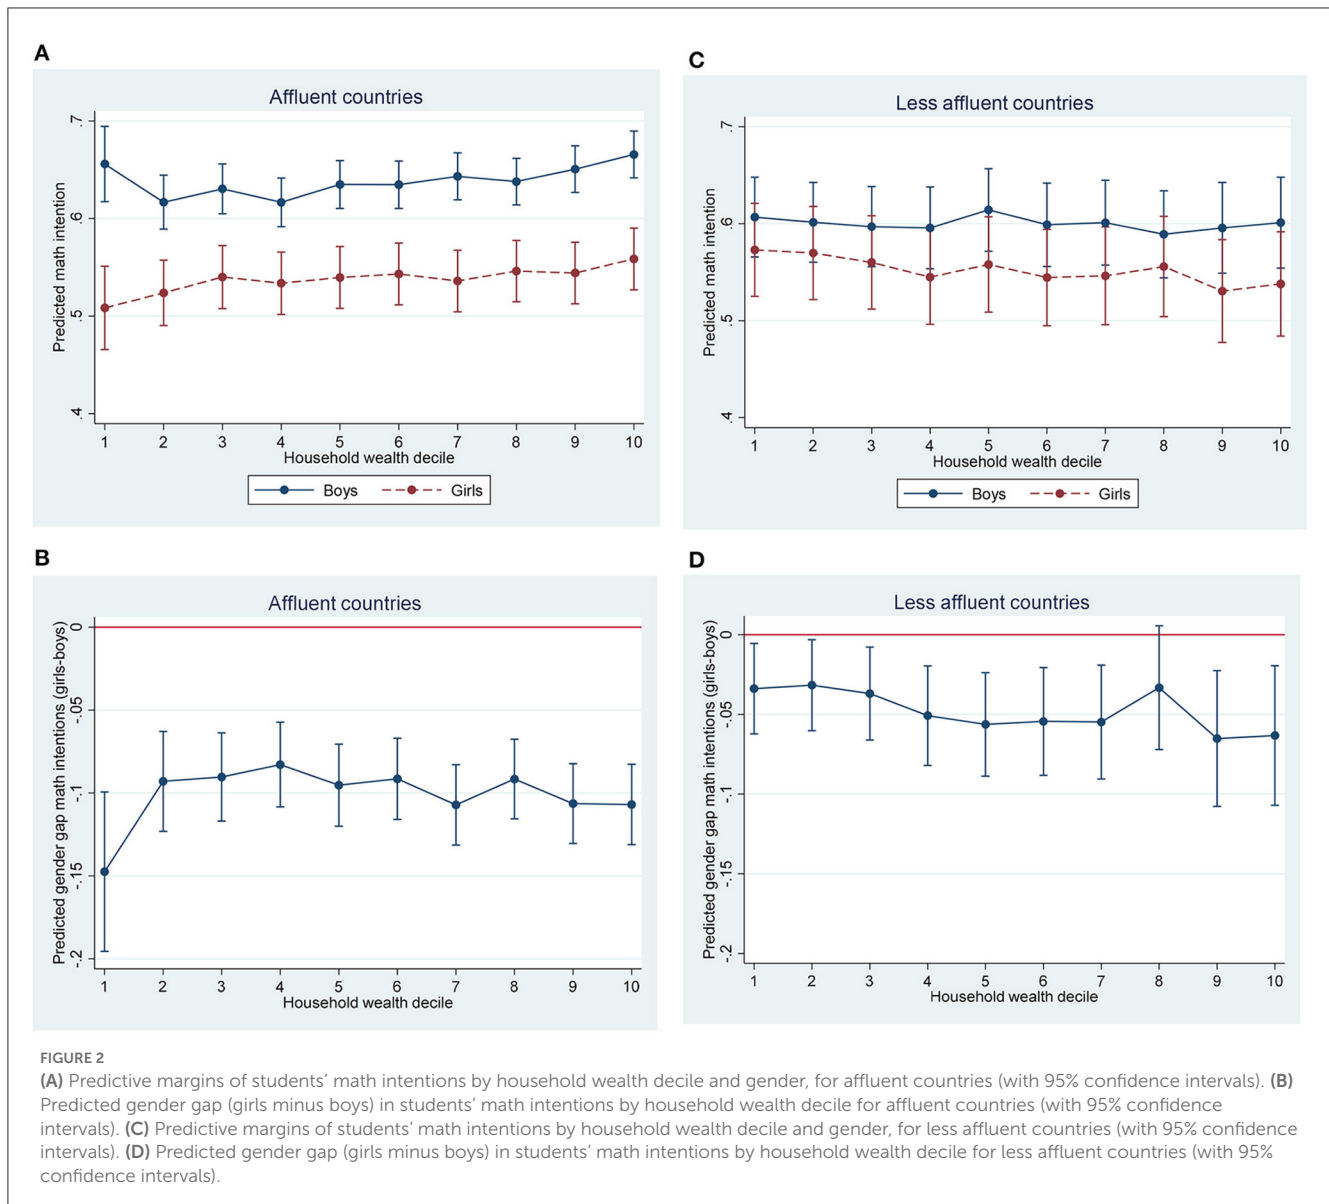 A
Affluent countries
Predicted math intention
.7
.6
.5
.4
1 2 3 4 5 6 7 8 9 10
Household wealth decile
Boys Girls
C
Less affluent countries
Predicted math intention
.7
.6
.5
.4
1 2 3 4 5 6 7 8 9 10
Household wealth decile
Boys Girls
B
Affluent countries
Predicted gender gap math intentions (girls-boys)
0
-.05
-.1
-.15
-.2
1 2 3 4 5 6 7 8 9 10
Household wealth decile
D
Less affluent countries
Predicted gender gap math intentions (girls-boys)
0
-.05
-.1
-.15
-.2
1 2 3 4 5 6 7 8 9 10
Household wealth decile
FIGURE 2
(A) Predictive margins of students’ math intentions by household wealth decile and gender, for affluent countries (with 95% confidence intervals). (B)
Predicted gender gap (girls minus boys) in students’ math intentions by household wealth decile for affluent countries (with 95% confidence
intervals). (C) Predictive margins of students’ math intentions by household wealth decile and gender, for less affluent countries (with 95% confidence
intervals). (D) Predicted gender gap (girls minus boys) in students’ math intentions by household wealth decile for less affluent countries (with 95%
confidence intervals).